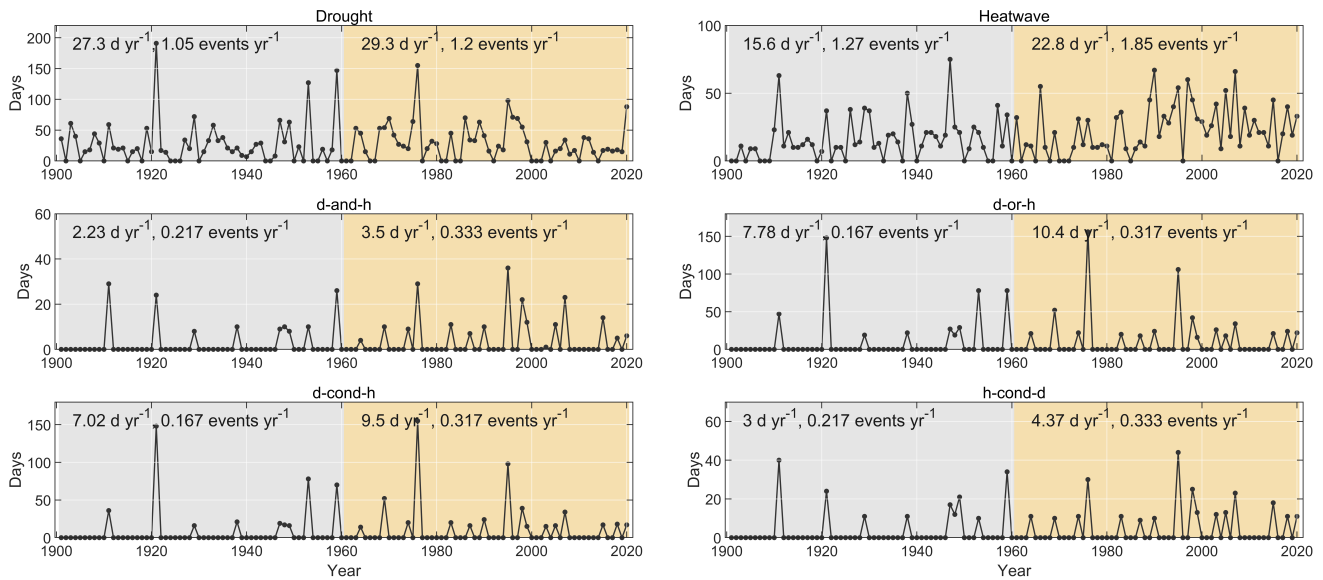 Drought
27.3 d yr-1, 1.05 events yr-1
29.3 d yr-1, 1.2 events yr-1
Days
200
150
100
50
0
1900 1920 1940 1960 1980 2000 2020
Heatwave
15.6 d yr-1, 1.27 events yr-1
22.8 d yr-1, 1.85 events yr-1
Days
100
50
0
1900 1920 1940 1960 1980 2000 2020
d-and-h
2.23 d yr-1, 0.217 events yr-1
3.5 d yr-1, 0.333 events yr-1
Days
60
40
20
0
1900 1920 1940 1960 1980 2000 2020
d-or-h
7.78 d yr-1, 0.167 events yr-1
10.4 d yr-1, 0.317 events yr-1
Days
150
100
50
0
1900 1920 1940 1960 1980 2000 2020
d-cond-h
7.02 d yr-1, 0.167 events yr-1
9.5 d yr-1, 0.317 events yr-1
Days
150
100
50
0
1900 1920 1940 1960 1980 2000 2020
Year
h-cond-d
3 d yr-1, 0.217 events yr-1
4.37 d yr-1, 0.333 events yr-1
Days
60
40
20
0
1900 1920 1940 1960 1980 2000 2020
Year